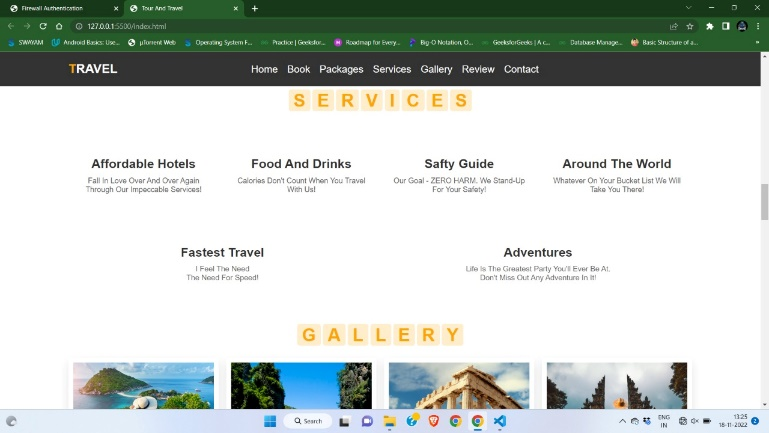 Firewall Authentication
Tour And Travel
127.0.0.1:5500/index.html
SWAYAM
Android Basics: Use...
µTorrent Web
Operating System F...
Practice | Geeksfor...
Roadmap for Every...
Big-O Notation, O...
GeeksforGeeks | A c...
Database Manage...
Basic Structure of a...
TRAVEL
Home Book Packages Services Gallery Review Contact
SERVICES
Affordable Hotels
Fall In Love Over And Over Again
Through Our Impeccable Services!
Food And Drinks
Calories Don't Count When You Travel
With Us!
Safty Guide
Our Goal - ZERO HARM. We Stand-Up
For Your Safety!
Around The World
Whatever On Your Bucket List We Will
Take You There!
Fastest Travel
I Feel The Need
The Need For Speed!
Adventures
Life Is The Greatest Party You'll Ever Be At.
Don't Miss Out Any Adventure In It!
GALLERY
Search
ENG
IN
13:25
18-11-2022
2